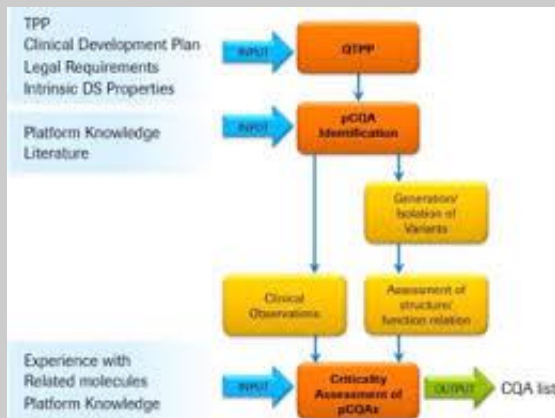 TPP
Clinical Development Plan
Legal Requirements
Intrinsic DS Properties
INPUT
QTPP
Platform Knowledge
Literature
INPUT
pCQA
Identification
Generation/
Isolation of
Variants
Clinical
Observations
Assessment of
structure/
function relation
Experience with
Related molecules
Platform Knowledge
INPUT
Criticality
Assessment of
pCQAs
OUTPUT
CQA list